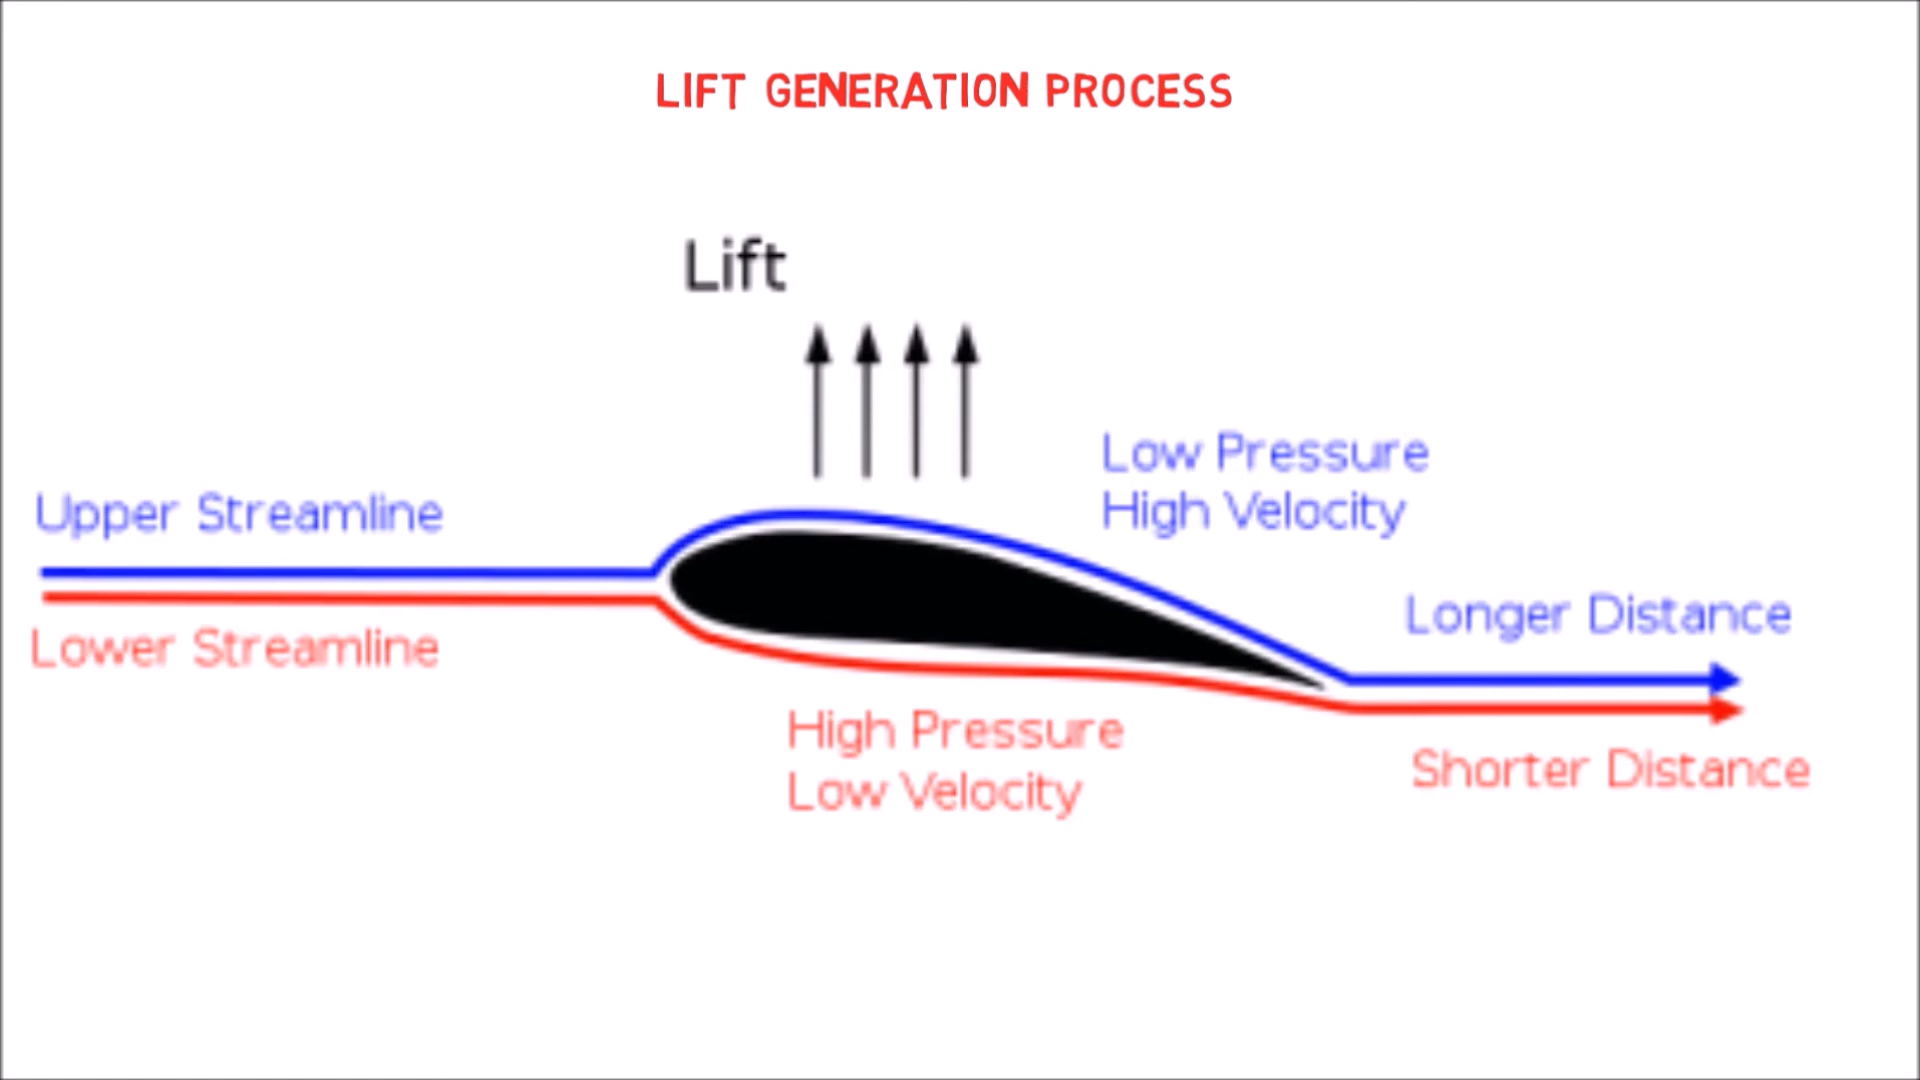 LIFT GENERATION PROCESS
Lift
Low Pressure
High Velocity
Upper Streamline
Longer Distance
Lower Streamline
High Pressure
Low Velocity
Shorter Distance